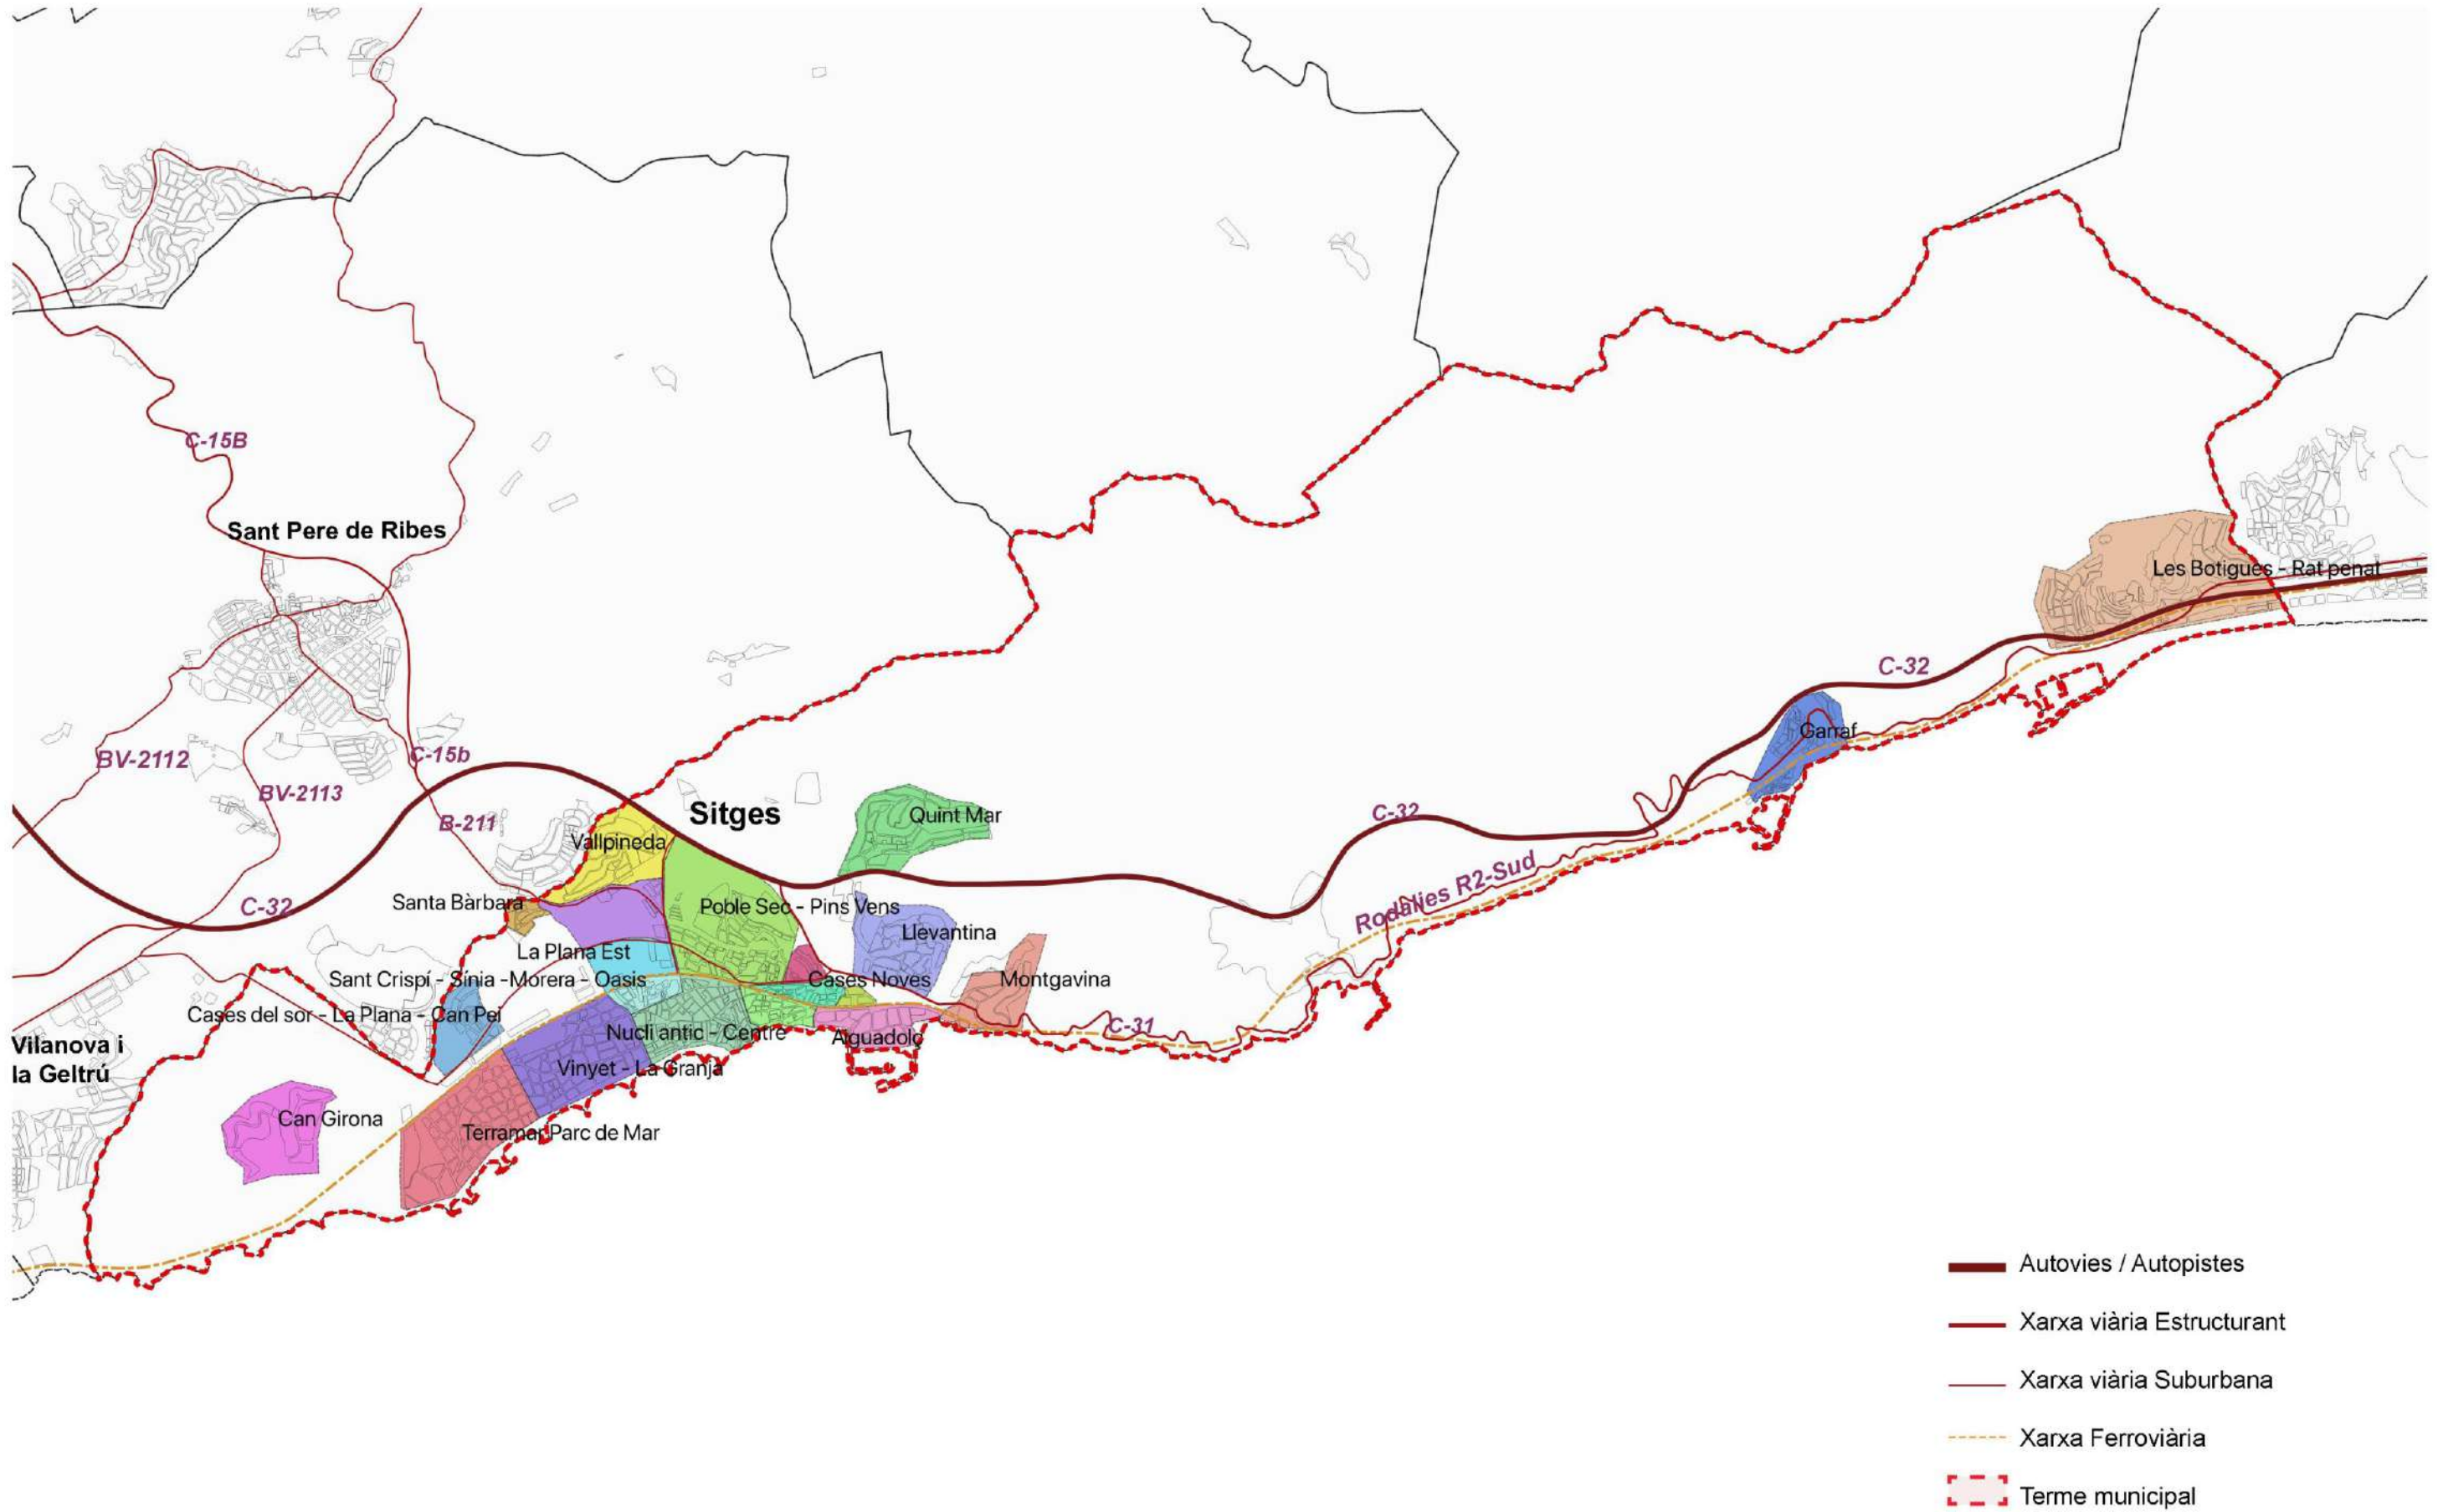 C-15B
Sant Pere de Ribes
Les Botigues - Rat penat
C-32
Garraf
C-15b
BV-2112
BV-2113
Sitges
C-32
Quint Mar
B-211
Vallpineda
Rodalies R2-Sud
Santa Bàrbara
C-32
Poble Sec - Pins Vens
Llevantina
La Plana Est
Sant Crispí - Sínia -Morera - Oasis
Cases Noves
Montgavina
Cases del sor - La Plana - Can Pei
C-31
Nucli antic - Centre
Aiguadolç
Vilanova i
la Geltrú
Vinyet - La Granja
Can Girona
Terramar Parc de Mar
Autovies / Autopistes
Xarxa viària Estructurant
Xarxa viària Suburbana
Xarxa Ferroviària
Terme municipal